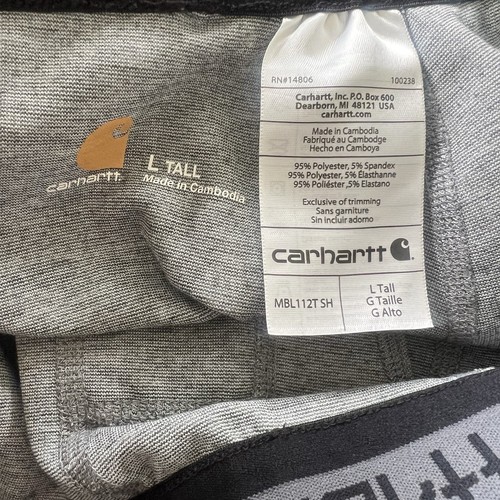 RN#14806 100238
Carhartt, Inc. P.O. Box 600
Dearborn, MI 48121 USA
carhartt.com
Made in Cambodia
Fabriqué au Cambodge
Hecho en Camboya
95% Polyester, 5% Spandex
95% Polyester, 5% Élasthanne
95% Poliéster ,5% Elastano
Exclusive of trimming
Sans garniture
Sin incluir adorno
carhartt
MBL112T SH
L Tall
G Taille
G Alto
carhartt.
L TALL
Made in Cambodia